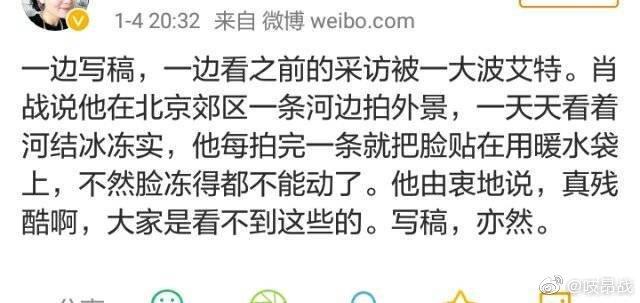 1-4 20:32 来自 微博 weibo.com
一边写稿，一边看之前的采访被一大波艾特。肖
战说他在北京郊区一条河边拍外景，一天天看着
河结冰冻实，他每拍完一条就把脸贴在用暖水袋
上，不然脸冻得都不能动了。他由衷地说，真残
酷啊，大家是看不到这些的。写稿，亦然。
@哎昂战